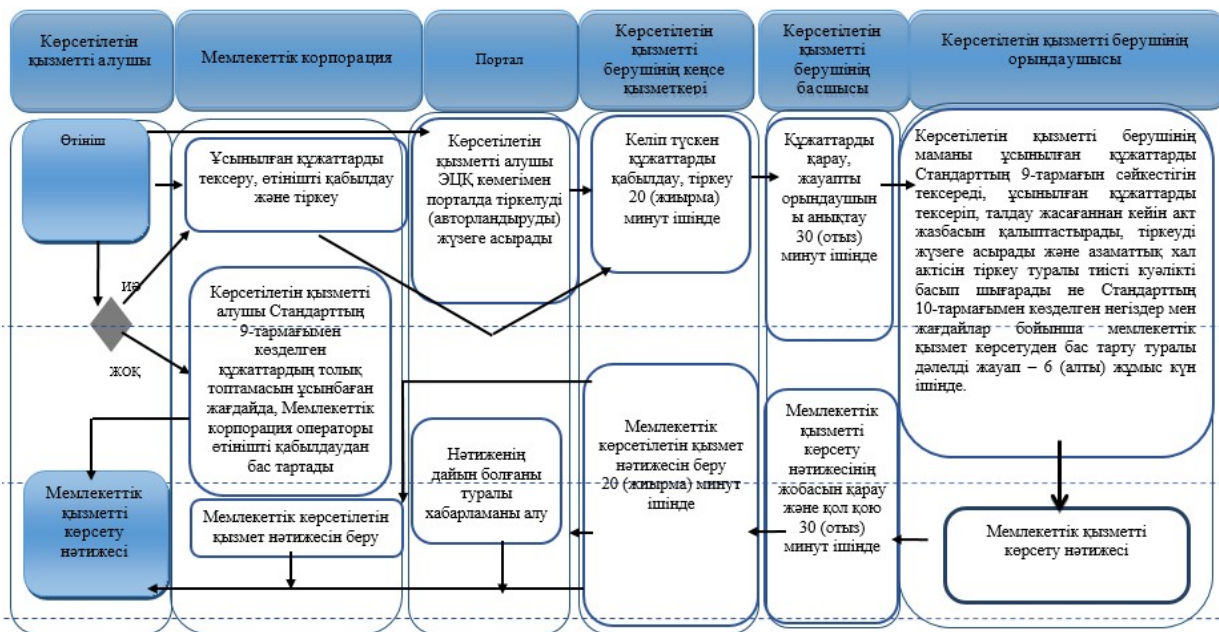 Көрсетілетін
қызметті алушы
Мемлекеттік корпорация
Портал
Көрсетілетін
қызметті
берушінің кеңсе
қызметкері
Көрсетілетін
қызметті
берушінің
басшысы
Көрсетілетін қызметті берушінің
орындаушысы
Өтініш
Ұсынылған құжаттарды
тексеру, өтінішті қабылдау
және тіркеу
Көрсетілетін
қызметті алушы
ЭЦҚ көмегімен
порталда тіркелуді
(авторландыруды)
жүзеге асырады
Келіп түскен
құжаттарды
қабылдау, тіркеу
20 (жиырма)
минут ішінде
Құжаттарды
қарау,
жауапты
орындаушын
ы анықтау
30 (отыз)
минут ішінде
Көрсетілетін қызметті берушінің
маманы ұсынылған құжаттарды
Стандарттың 9-тармағын сәйкестігін
тексереді, ұсынылған құжаттарды
тексеріп, талдау жасағаннан кейін акт
жазбасын қалыптастырады, тіркеуді
жүзеге асырады және азаматтық хал
актісін тіркеу туралы тиісті куәлікті
басып шығарады не Стандарттың
10-тармағымен көзделген негіздер мен
жағдайлар бойынша мемлекеттік
қызмет көрсетуден бас тарту туралы
дәлелді жауап – 6 (алты) жұмыс күн
ішінде.
иә
жоқ
Көрсетілетін қызметті
алушы Стандарттың
9-тармағымен
көзделген
құжаттардың толық
топтамасын ұсынбаған
жағдайда, Мемлекеттік
корпорация операторы
өтінішті қабылдаудан
бас тартады
Мемлекеттік
қызметті
көрсету
нәтижесі
Мемлекеттік көрсетілетін
қызмет нәтижесін беру
Нәтиженің
дайын болғаны
туралы
хабарламаны алу
Мемлекеттік
көрсетілетін қызмет
нәтижесін беру
20 (жиырма) минут
ішінде
Мемлекеттік
қызметті
көрсету
нәтижесінің
жобасын қарау
және қол қою
30 (отыз)
минут ішінде
Мемлекеттік қызметті
көрсету нәтижесі